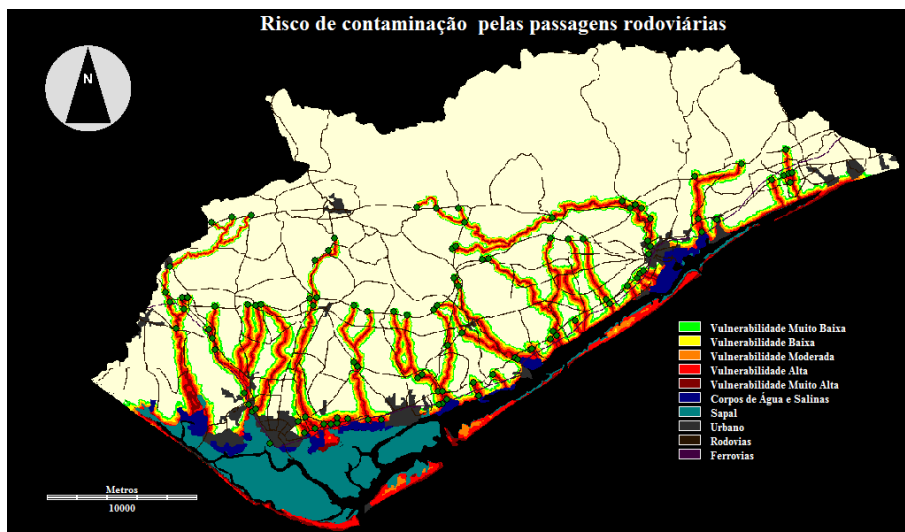 Risco de contaminação pelas passagens rodoviárias
N
Vulnerabilidade Muito Baixa
Vulnerabilidade Baixa
Vulnerabilidade Moderada
Vulnerabilidade Alta
Vulnerabilidade Muito Alta
Corpos de Água e Salinas
Sapal
Urbano
Rodovias
Ferrovias
Metros
10000